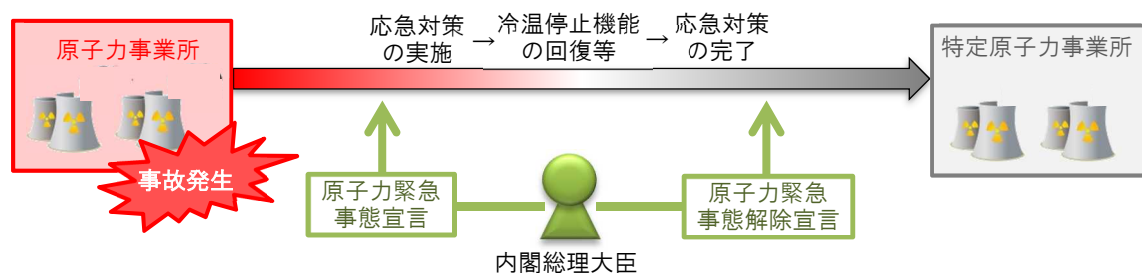 原子力事業所
事故発生
応急対策
の実施
→
冷温停止機能
の回復等
→
応急対策
の完了
特定原子力事業所
原子力緊急
事態宣言
内閣総理大臣
原子力緊急
事態解除宣言